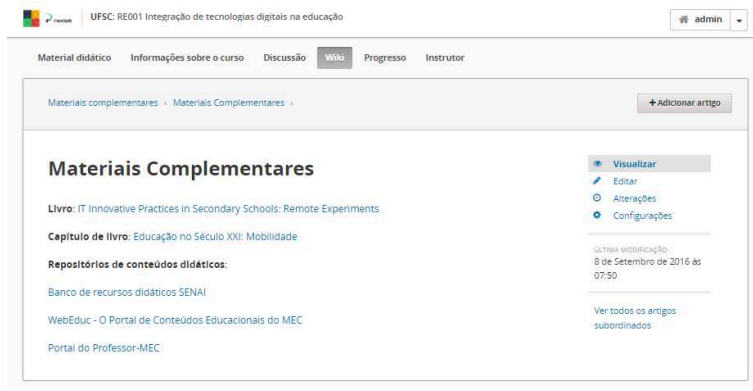 UFSC: RE001 Integração de tecnologias digitais na educação
admin
Material didático Informações sobre o curso Discussão Wiki Progresso Instrutor
Materiais complementares › Materiais Complementares ›
+ Adicionar artigo
Materiais Complementares
Livro: IT Innovative Practices in Secondary Schools: Remote Experiments
Capítulo de livro: Educação no Século XXI: Mobilidade
Repositórios de conteúdos didáticos:
Banco de recursos didáticos SENAI
WebEduc - O Portal de Conteúdos Educacionais do MEC
Portal do Professor-MEC
Visualizar
Editar
Alterações
Configurações
ÚLTIMA MODIFICAÇÃO:
8 de Setembro de 2016 às
07:50
Ver todos os artigos
subordinados